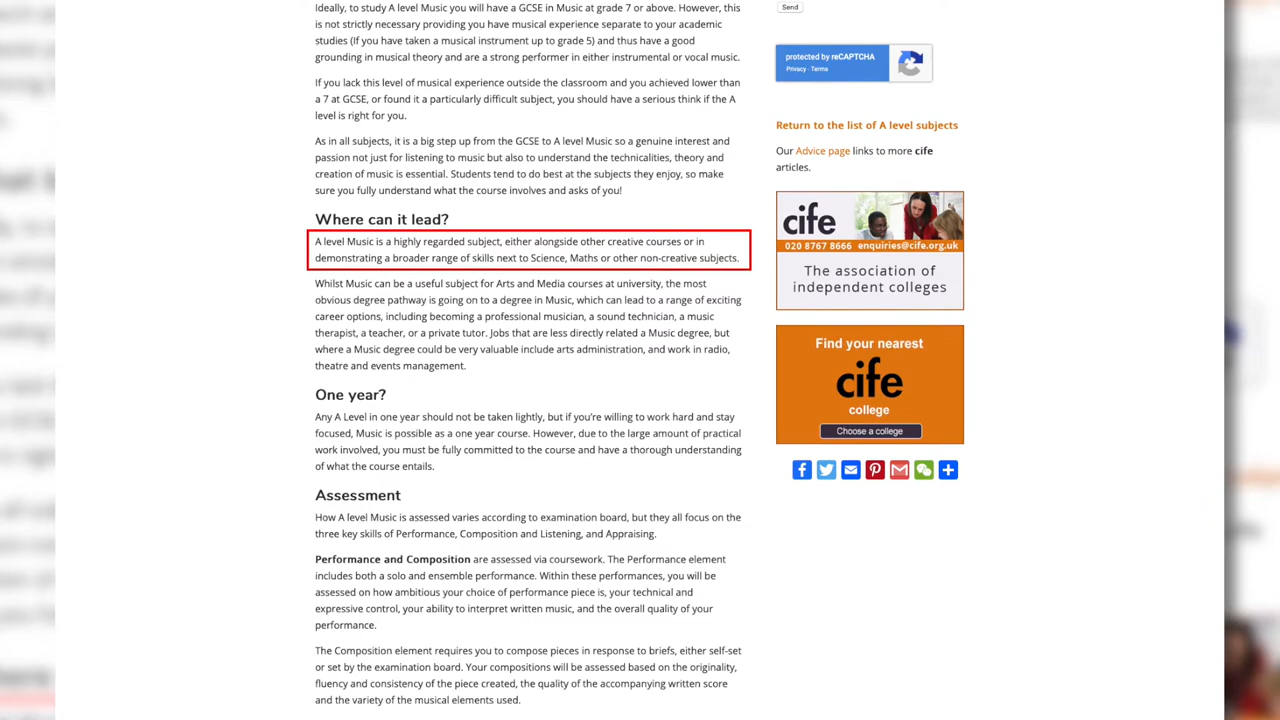 Ideally, to study A level Music you will have a GCSE in Music at grade 7 or above. However, this
is not strictly necessary providing you have musical experience separate to your academic
studies (If you have taken a musical instrument up to grade 5) and thus have a good
grounding in musical theory and are a strong performer in either instrumental or vocal music.
If you lack this level of musical experience outside the classroom and you achieved lower than
a 7 at GCSE, or found it a particularly difficult subject, you should have a serious think if the A
level is right for you.
As in all subjects, it is a big step up from the GCSE to A level Music so a genuine interest and
passion not just for listening to music but also to understand the technicalities, theory and
creation of music is essential. Students tend to do best at the subjects they enjoy, so make
sure you fully understand what the course involves and asks of you!
Where can it lead?
A level Music is a highly regarded subject, either alongside other creative courses or in
demonstrating a broader range of skills next to Science, Maths or other non-creative subjects.
Whilst Music can be a useful subject for Arts and Media courses at university, the most
obvious degree pathway is going on to a degree in Music, which can lead to a range of exciting
career options, including becoming a professional musician, a sound technician, a music
therapist, a teacher, or a private tutor. Jobs that are less directly related a Music degree, but
where a Music degree could be very valuable include arts administration, and work in radio,
theatre and events management.
One year?
Any A Level in one year should not be taken lightly, but if you're willing to work hard and stay
focused, Music is possible as a one year course. However, due to the large amount of practical
work involved, you must be fully committed to the course and have a thorough understanding
of what the course entails.
Assessment
How A level Music is assessed varies according to examination board, but they all focus on the
three key skills of Performance, Composition and Listening, and Appraising.
Performance and Composition are assessed via coursework. The Performance element
includes both a solo and ensemble performance. Within these performances, you will be
assessed on how ambitious your choice of performance piece is, your technical and
expressive control, your ability to interpret written music, and the overall quality of your
performance.
The Composition element requires you to compose pieces in response to briefs, either self-set
or set by the examination board. Your compositions will be assessed based on the originality,
fluency and consistency of the piece created, the quality of the accompanying written score
and the variety of the musical elements used.
Send
protected by reCAPTCHA
Privacy - Terms
Return to the list of A level subjects
Our Advice page links to more cife
articles.
cife
020 8767 8666 enquiries@cife.org.uk
The association of
independent colleges
Find your nearest
cife
college
Choose a college